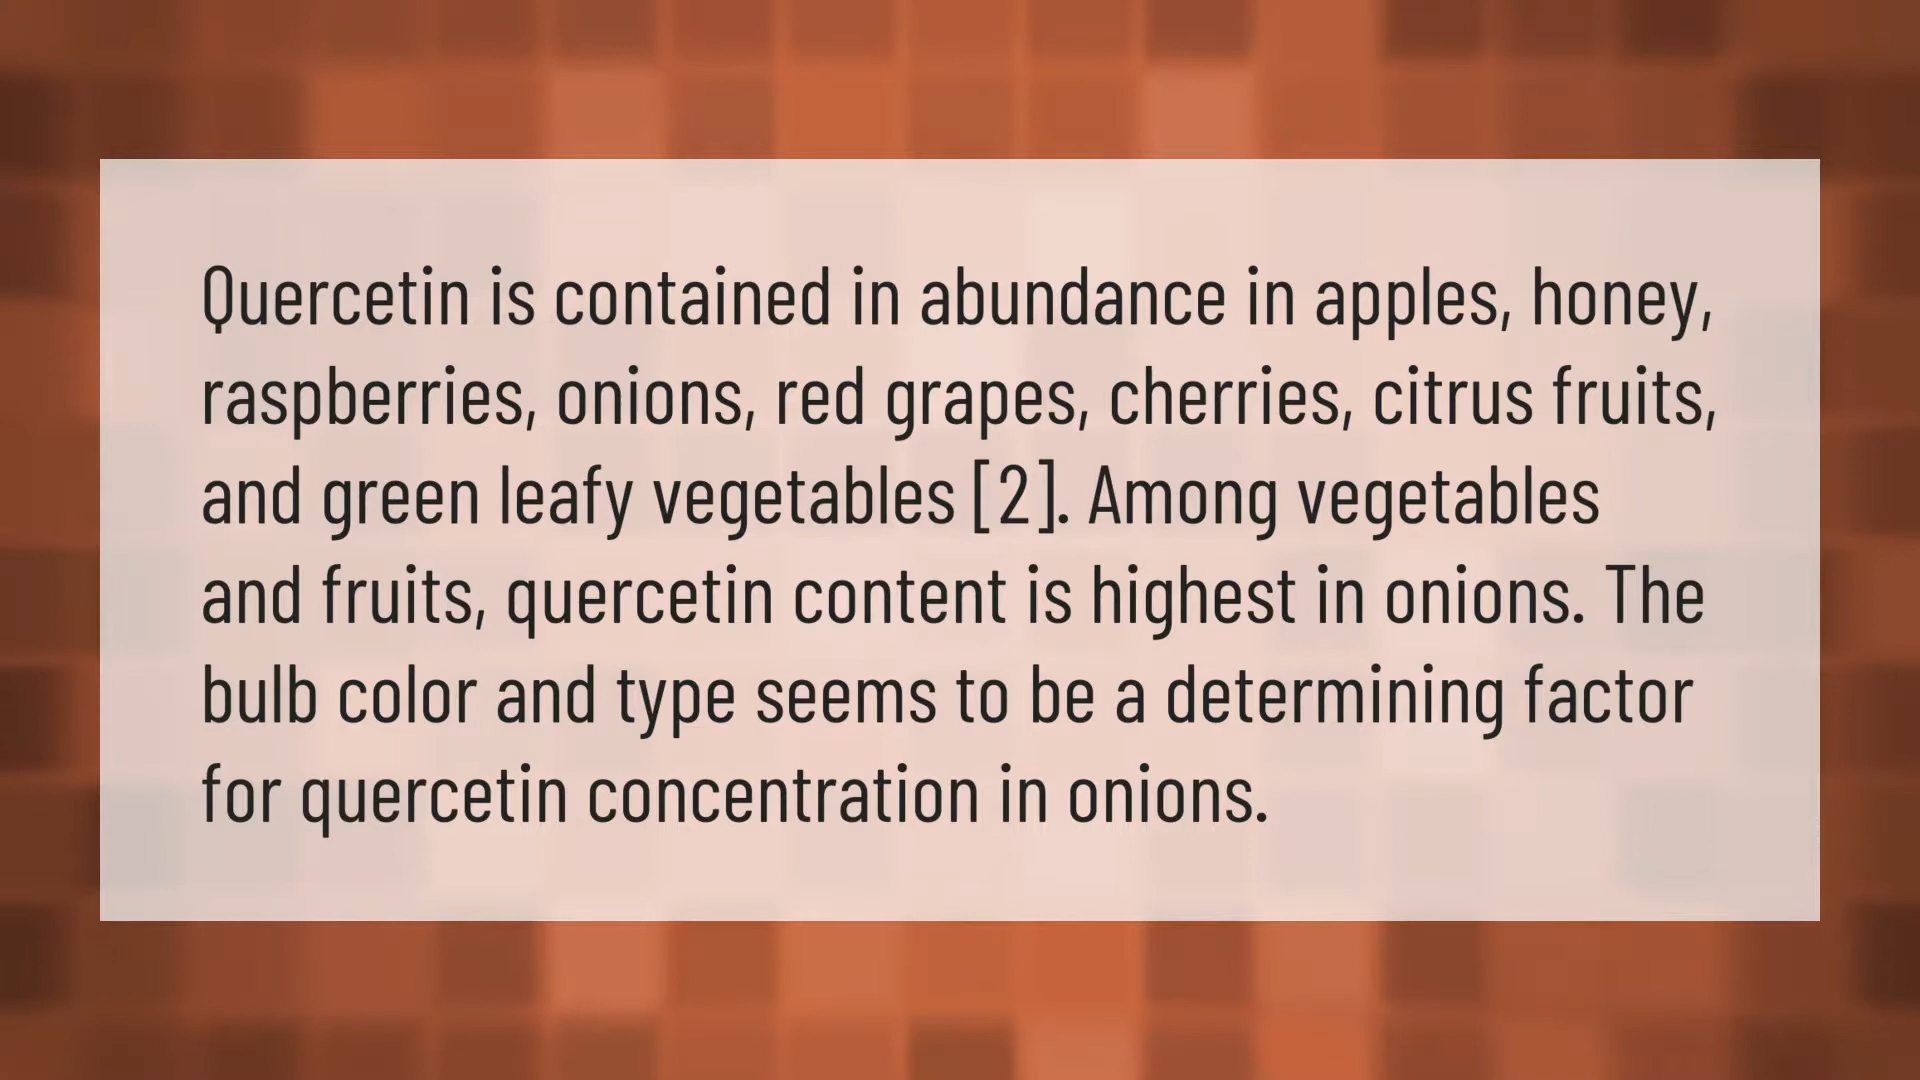 Quercetin is contained in abundance in apples, honey,
raspberries, onions, red grapes, cherries, citrus fruits,
and green leafy vegetables [2]. Among vegetables
and fruits, quercetin content is highest in onions. The
bulb color and type seems to be a determining factor
for quercetin concentration in onions.